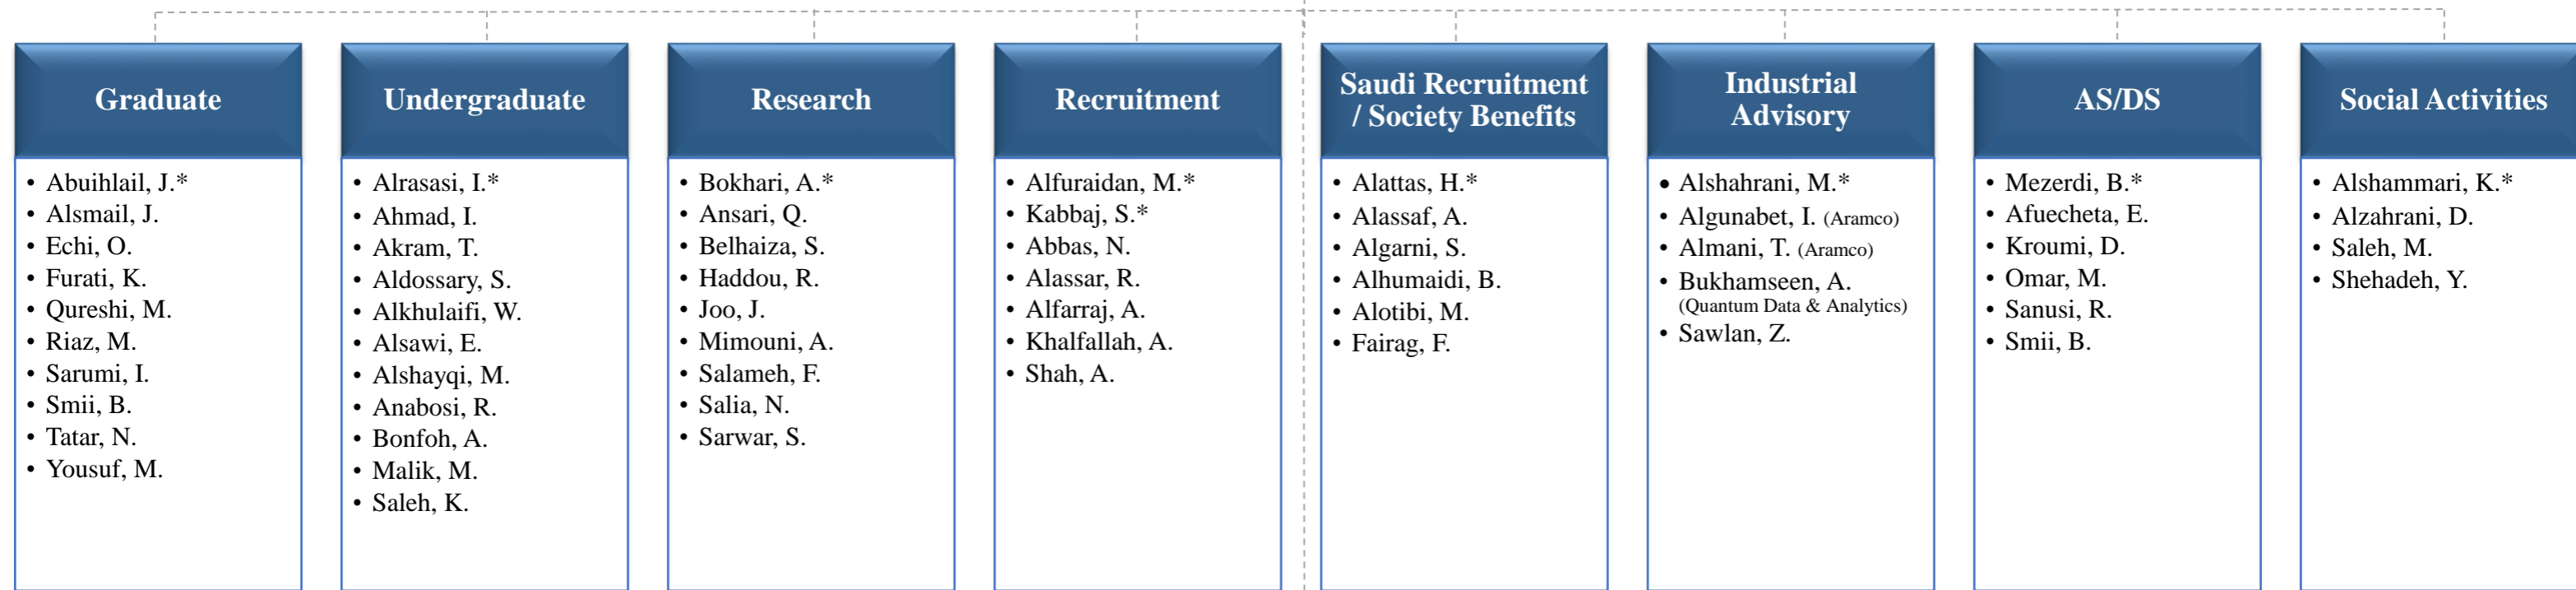 Graduate
• Abuihlail, J.*
• Alsmail, J.
• Echi, O.
• Furati, K.
• Qureshi, M.
• Riaz, M.
• Sarumi, I.
• Smii, B.
• Tatar, N.
• Yousuf, M.
Undergraduate
• Alrasasi, I.*
• Ahmad, I.
• Akram, T.
• Aldossary, S.
• Alkhulaifi, W.
• Alsawi, E.
• Alshayqi, M.
• Anabosi, R.
• Bonfoh, A.
• Malik, M.
• Saleh, K.
Research
• Bokhari, A.*
• Ansari, Q.
• Belhaiza, S.
• Haddou, R.
• Joo, J.
• Mimouni, A.
• Salameh, F.
• Salia, N.
• Sarwar, S.
Recruitment
• Alfuraidan, M.*
• Kabbaj, S.*
• Abbas, N.
• Alassar, R.
• Alfarraj, A.
• Khalfallah, A.
• Shah, A.
Saudi Recruitment
/ Society Benefits
• Alattas, H.*
• Alassaf, A.
• Algarni, S.
• Alhumaidi, B.
• Alotibi, M.
• Fairag, F.
Industrial
Advisory
• Alshahrani, M.*
• Algunabet, I. (Aramco)
• Almani, T. (Aramco)
• Bukhamseen, A.
(Quantum Data & Analytics)
• Sawlan, Z.
AS/DS
• Mezerdi, B.*
• Afuecheta, E.
• Kroumi, D.
• Omar, M.
• Sanusi, R.
• Smii, B.
Social Activities
• Alshammari, K.*
• Alzahrani, D.
• Saleh, M.
• Shehadeh, Y.